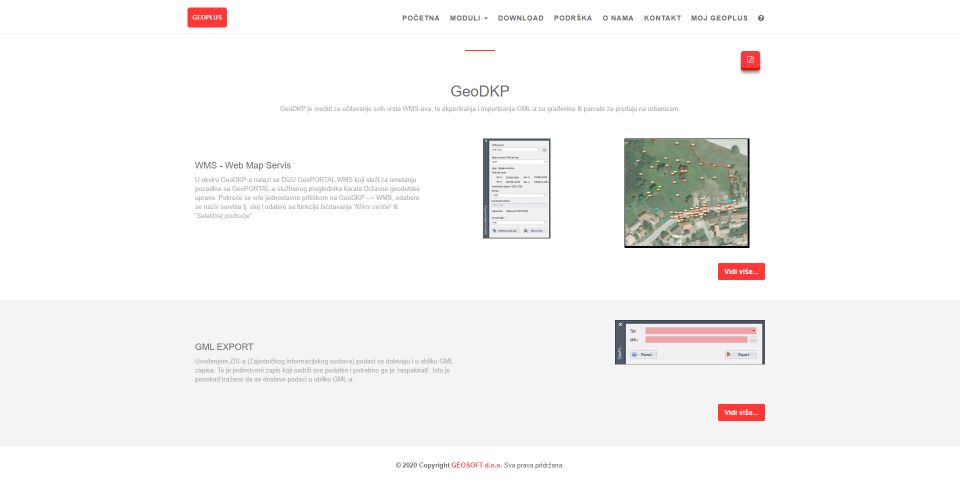 GEOPLUS
POČETNA MODULI DOWNLOAD PODRŠKA O NAMA KONTAKT MOJ GEOPLUS
GeoDKP
GeoDKP je modul za učitavanje svih vrsta WMS-ova, te eksportiranja i importiranja GML-a za građevine ili parcele za predaju na urbanizam.
WMS - Web Map Servis
U okviru GeoDKP-a nalazi se DGU GeoPORTAL WMS koji služi za umetanje
pozadina sa GeoPORTAL-a službenog preglednika karata Državne geodetske
uprave. Pokreće se vrlo jednostavno pritiskom na GeoDKP --> WMS, odabere
se naziv servisa tj. sloj i odabire se funkcija iscrtavanja 'Klikni centar' ili
'Selektiraj područje'.
Vidi više...
GML EXPORT
Uvođenjem ZIS-a (Zajedničkog informacijskog sustava) podaci se dobivaju i u obliku GML
zapisa. To je jedinstveni zapis koji sadrži sve podatke i potrebno ga je 'raspakirati'. Isto je
ponekad traženo da se dostave podaci u obliku GML-a.
Tip:
GML:
Pomoć Export
Vidi više...
© 2020 Copyright GEOSOFT d.o.o. Sva prava pridržana.